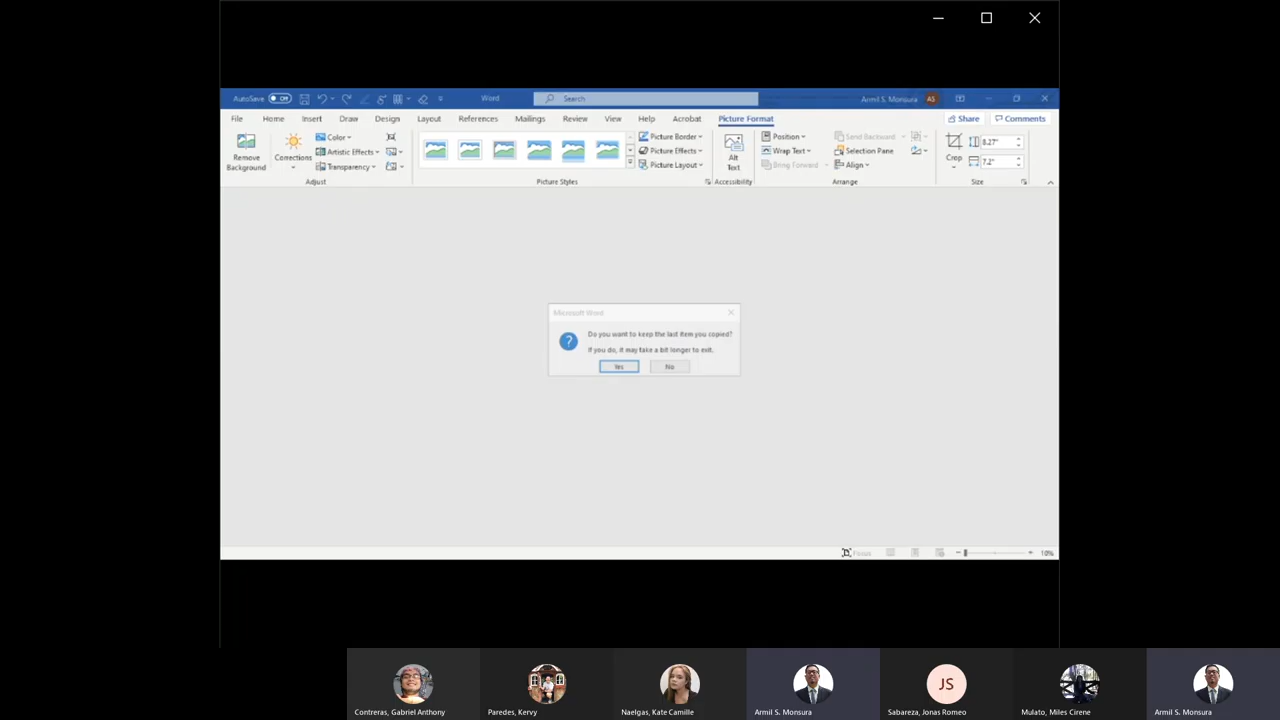 AutoSave Off Word Search Armil S. Monsura AS
File Home Insert Draw Design Layout References Mailings Review View Help Acrobat Picture Format Share Comments
Remove Background
Corrections
Color
Artistic Effects
Transparency
Adjust
Picture Border
Picture Effects
Picture Layout
Picture Styles
Alt Text
Accessibility
Position
Wrap Text
Bring Forward
Send Backward
Selection Pane
Align
Arrange
Crop
8.27"
7.2"
Size
Microsoft Word
Do you want to keep the last item you copied?
If you do, it may take a bit longer to exit.
Yes No
Focus 10%
JS
Contreras, Gabriel Anthony Paredes, Kervy Naelgas, Kate Camille Armil S. Monsura Sabareza, Jonas Romeo Mulato, Miles Cirene Armil S. Monsura